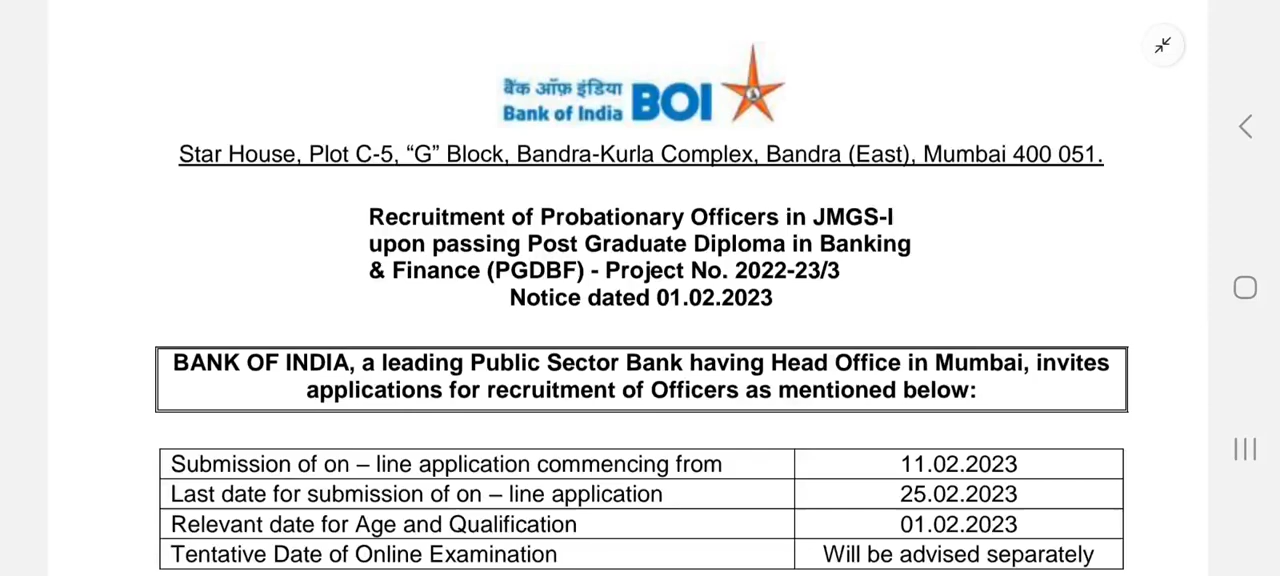 बैंक ऑफ़ इंडिया
Bank of India BOI
Star House, Plot C-5, “G” Block, Bandra-Kurla Complex, Bandra (East), Mumbai 400 051.
Recruitment of Probationary Officers in JMGS-I
upon passing Post Graduate Diploma in Banking
& Finance (PGDBF) - Project No. 2022-23/3
Notice dated 01.02.2023
BANK OF INDIA, a leading Public Sector Bank having Head Office in Mumbai, invites
applications for recruitment of Officers as mentioned below:
Submission of on – line application commencing from 11.02.2023
Last date for submission of on – line application 25.02.2023
Relevant date for Age and Qualification 01.02.2023
Tentative Date of Online Examination Will be advised separately